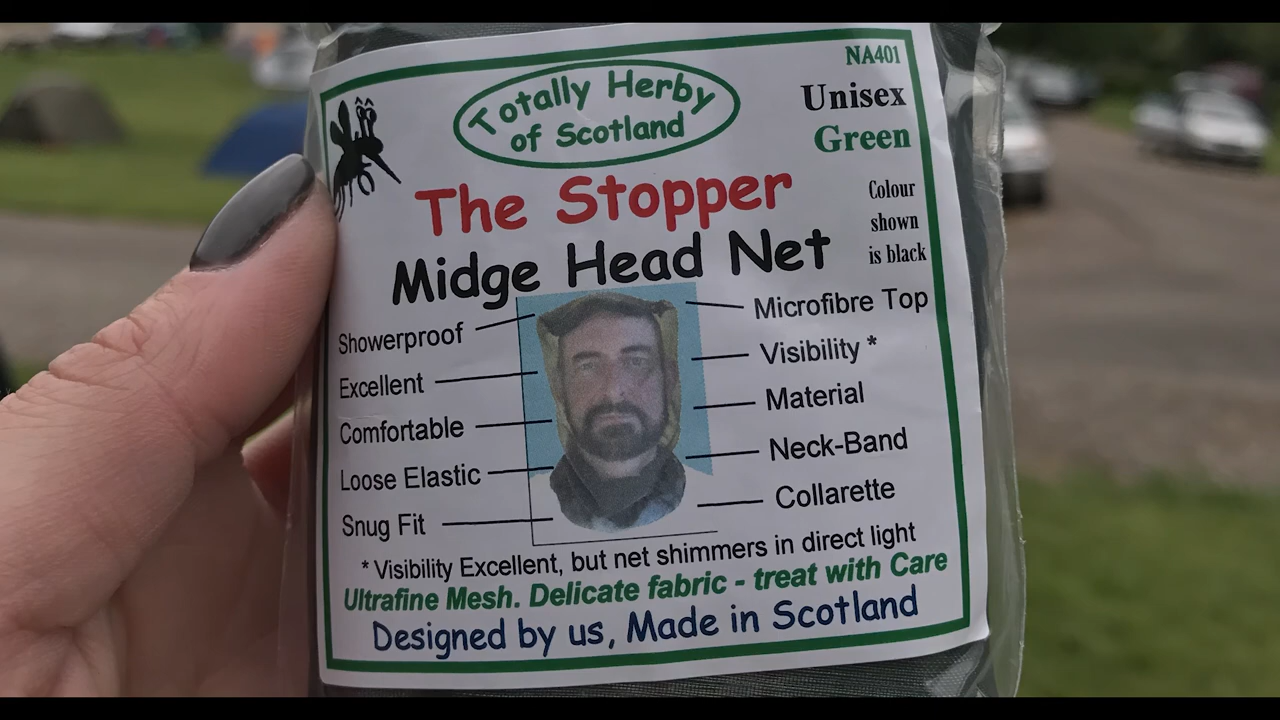 NA401
Totally Herby
of Scotland
Unisex
Green
The Stopper
Colour
shown
is black
Midge Head Net
Showerproof
Microfibre Top
Excellent
Visibility *
Comfortable
Material
Loose Elastic
Neck-Band
Snug Fit
Collarette
* Visibility Excellent, but net shimmers in direct light
Ultrafine Mesh. Delicate fabric - treat with Care
Designed by us, Made in Scotland